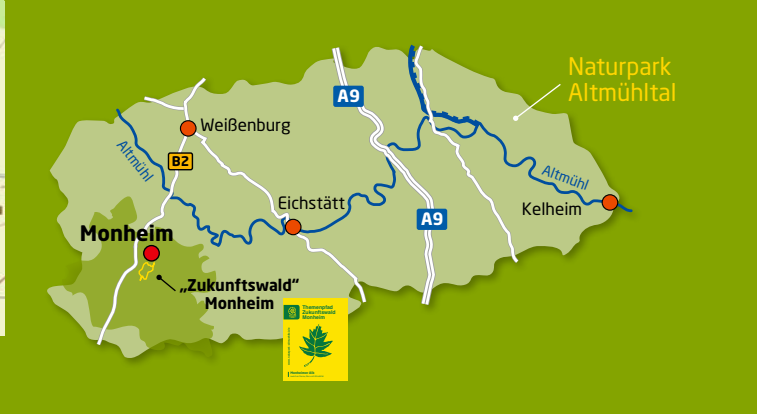 Naturpark
Altmühltal
A9
Weißenburg
Altmühl
B2
Altmühl
Eichstätt
Kelheim
A9
Monheim
„Zukunftswald“
Monheim
Themenpfad
Zukunftswald
Monheim